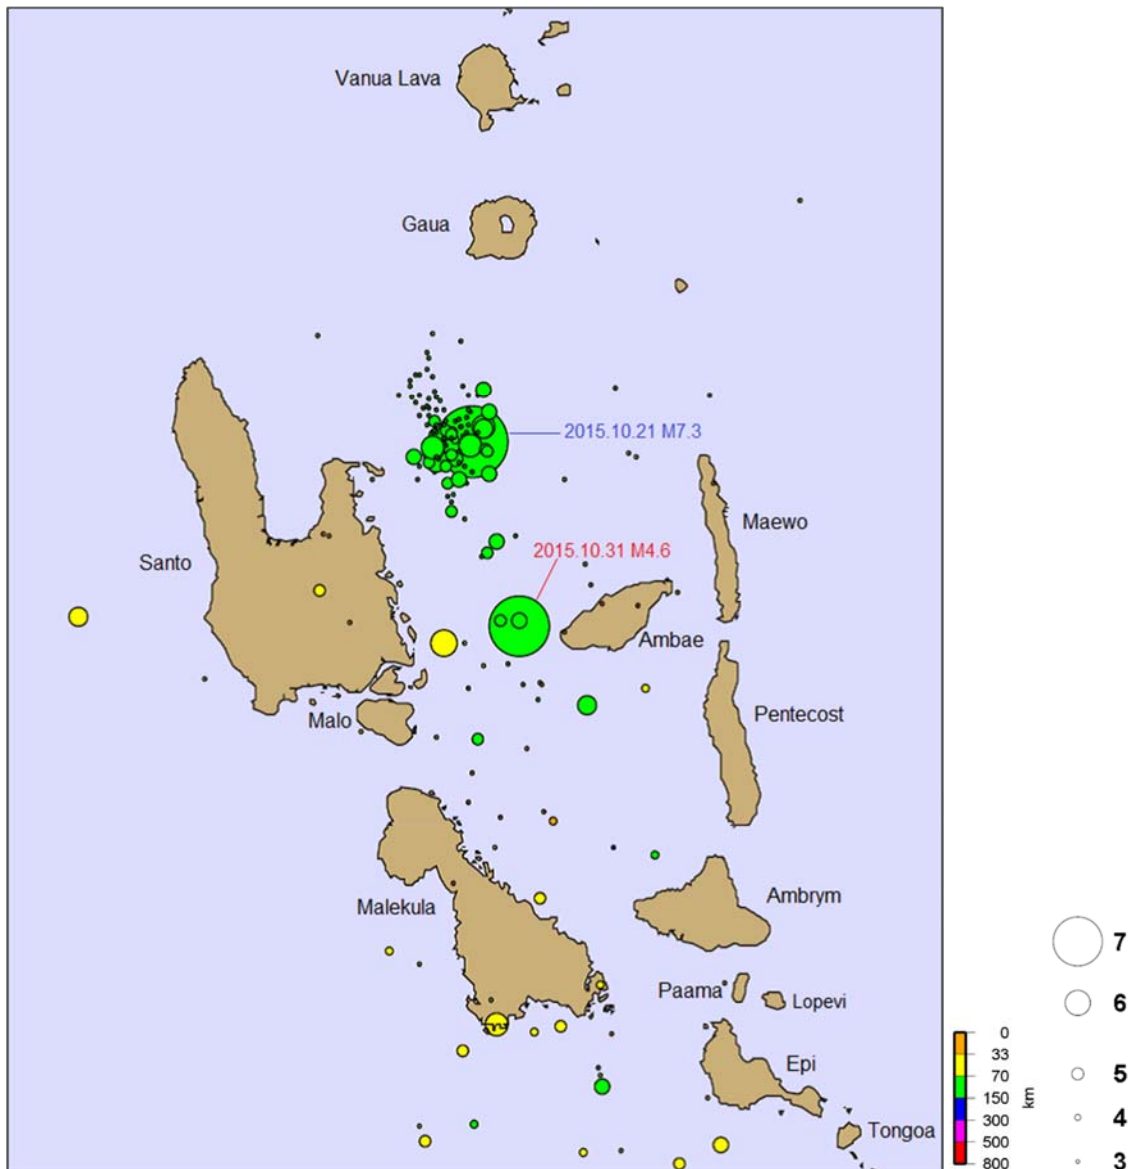 Vanua Lava
Gaua
2015.10.21 M7.3
Maewo
2015.10.31 M4.6
Santo
Ambae
Malo
Pentecost
Malekula
Ambrym
Paama
Lopevi
Epi
Tongoa
0
33
70
150
300
500
800
km
7
6
5
4
3